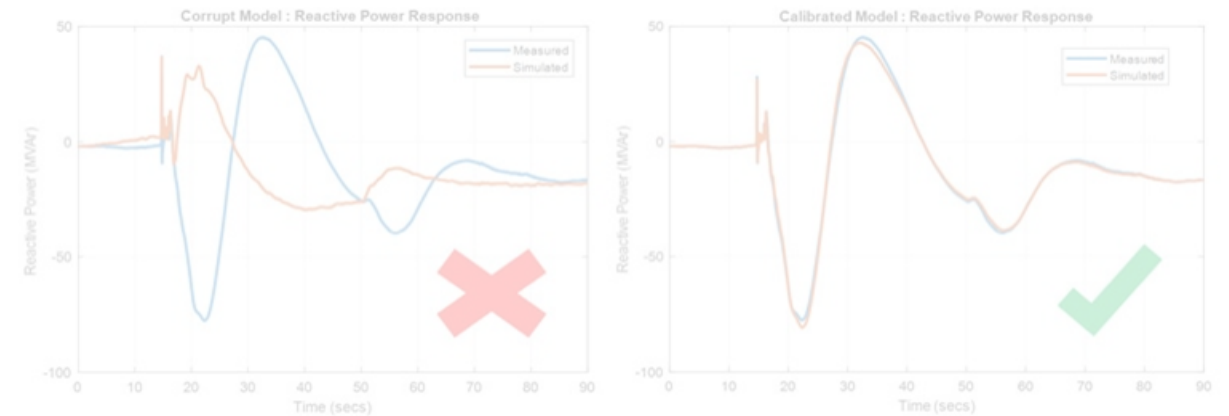 Corrupt Model : Reactive Power Response
50
0
-50
-100
Reactive Power (MVAr)
Measured
Simulated
0 10 20 30 40 50 60 70 80 90
Time (secs)
Calibrated Model : Reactive Power Response
50
0
-50
-100
Reactive Power (MVAr)
Measured
Simulated
0 10 20 30 40 50 60 70 80 90
Time (secs)